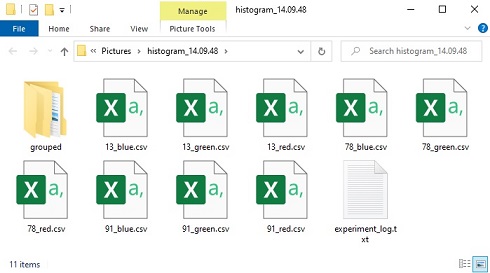 Manage
histogram_14.09.48
File Home Share View Picture Tools
« Pictures › histogram_14.09.48 ›
Search histogram_14.09.48
grouped 13_blue.csv 13_green.csv 13_red.csv 78_blue.csv 78_green.csv
78_red.csv 91_blue.csv 91_green.csv 91_red.csv experiment_log.t
xt
11 items